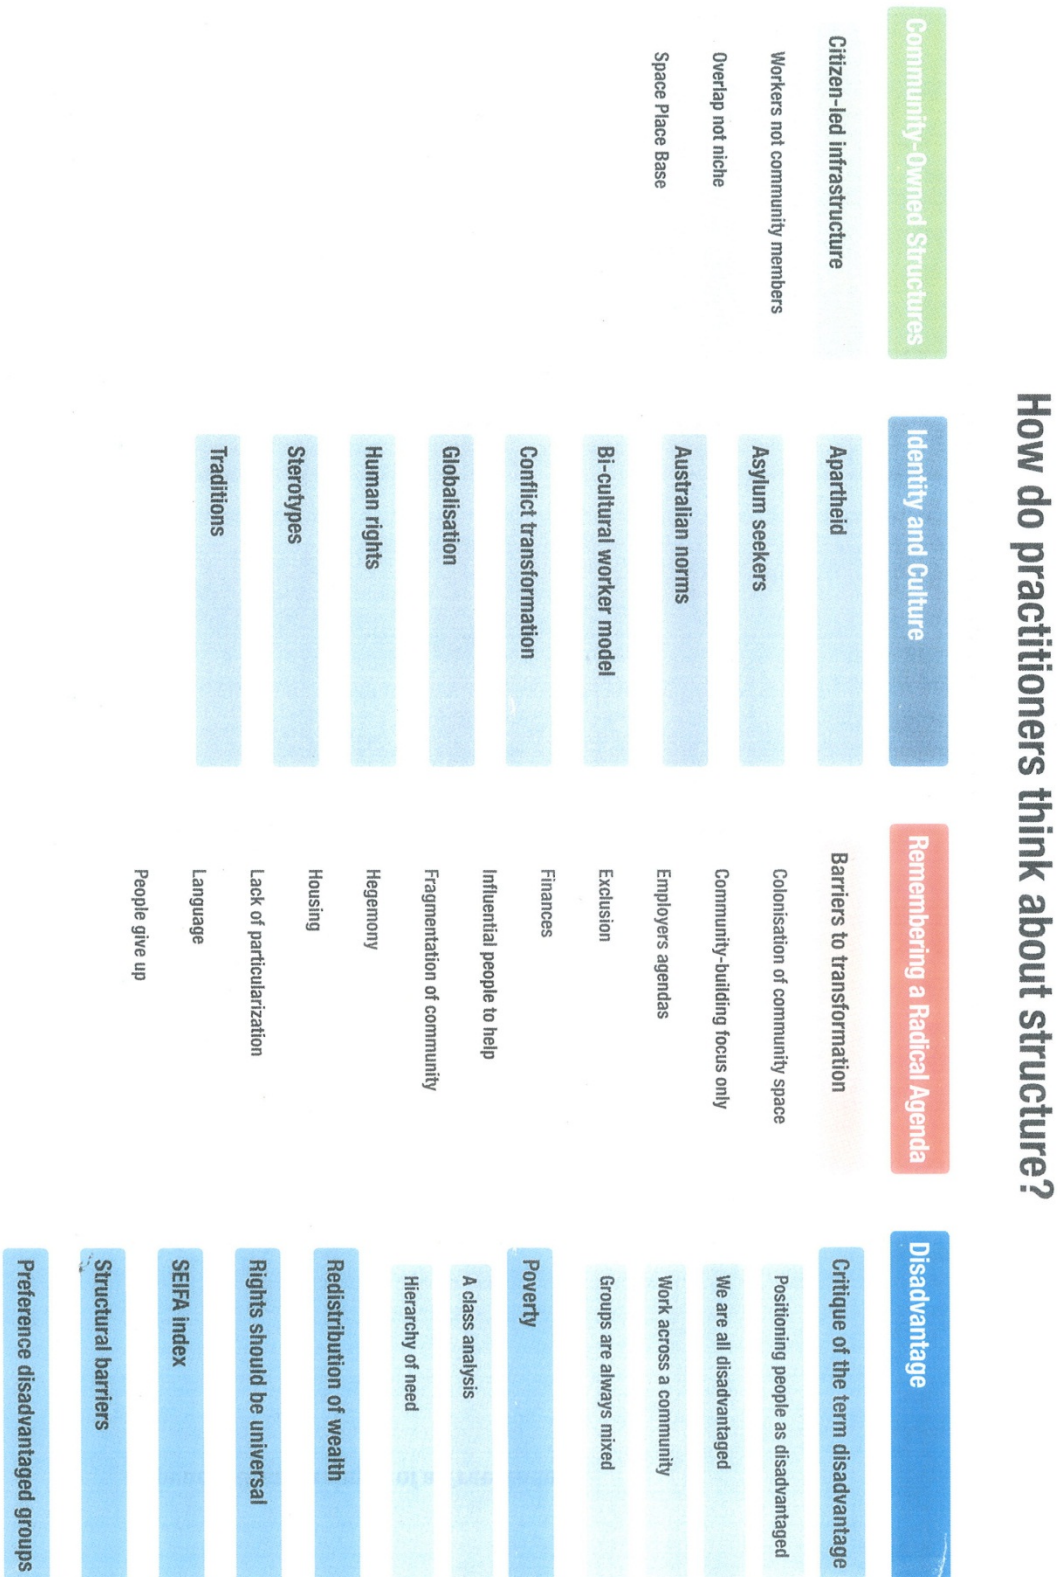 How do practitioners think about structure?
Community-Owned Structures
Citizen-led infrastructure
Workers not community members
Overlap not niche
Space Place Base
Identity and Culture
Apartheid
Asylum seekers
Australian norms
Bi-cultural worker model
Conflict transformation
Globalisation
Human rights
Sterotypes
Traditions
Remembering a Radical Agenda
Barriers to transformation
Colonisation of community space
Community-building focus only
Employers agendas
Exclusion
Finances
Influential people to help
Fragmentation of community
Hegemony
Housing
Lack of particularization
Language
People give up
Disadvantage
Critique of the term disadvantage
Positioning people as disadvantaged
We are all disadvantaged
Work across a community
Groups are always mixed
Poverty
A class analysis
Hierarchy of need
Redistribution of wealth
Rights should be universal
SEIFA index
Structural barriers
Preference disadvantaged groups